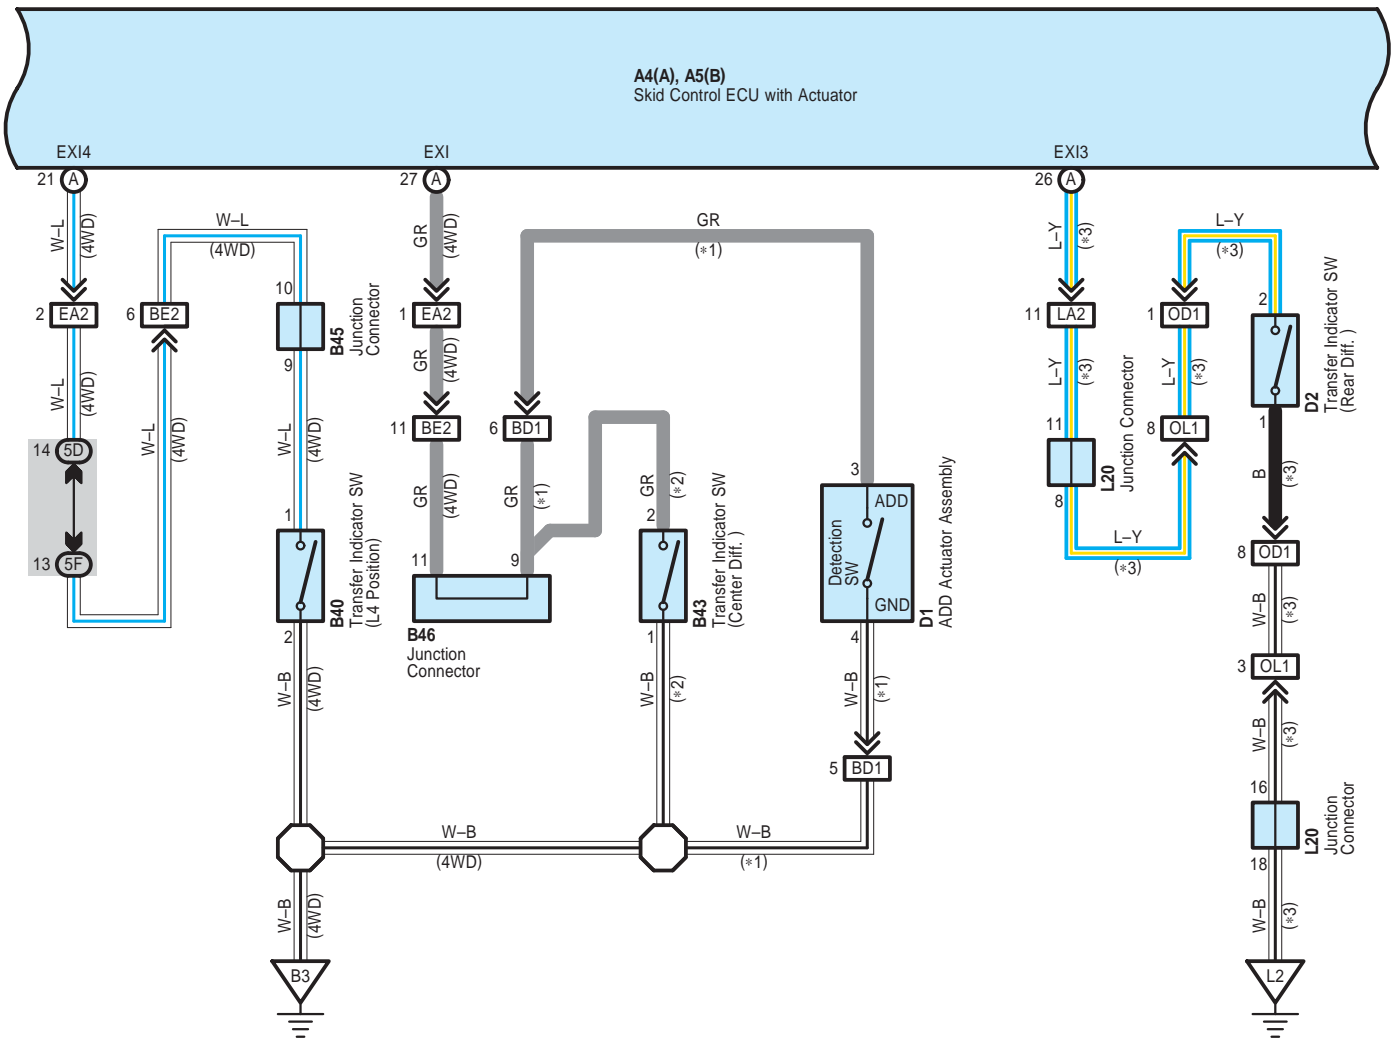 A4(A), A5(B)
Skid Control ECU with Actuator
EXI4
EXI
EXI3
21 A
27 A
26 A
W–L
(4WD)
W–L
(4WD)
GR
(4WD)
GR
(∗1)
L–Y
(∗3)
L–Y
(∗3)
2 EA2
6 BE2
10
9
B45
Junction
Connector
1 EA2
11 LA2
1 OD1
2
1
D2
Transfer Indicator SW
(Rear Diff. )
W–L
(4WD)
W–L
(4WD)
W–L
(4WD)
GR
(4WD)
L–Y
(∗3)
L–Y
(∗3)
11 BE2
6 BD1
11
8
L20
Junction Connector
8 OL1
14 5D
13 5F
GR
(4WD)
GR
(∗1)
GR
(∗2)
B
(∗3)
L–Y
(∗3)
1
2
B40
Transfer Indicator SW
(L4 Position)
11
9
B46
Junction
Connector
2
1
B43
Transfer Indicator SW
(Center Diff. )
3
ADD
Detection
SW
GND
4
D1
ADD Actuator Assembly
8 OD1
W–B
(∗3)
3 OL1
W–B
(4WD)
W–B
(∗2)
W–B
(∗1)
W–B
(∗3)
5 BD1
16
18
L20
Junction
Connector
W–B
(4WD)
W–B
(∗1)
W–B
(4WD)
W–B
(∗3)
B3
L2